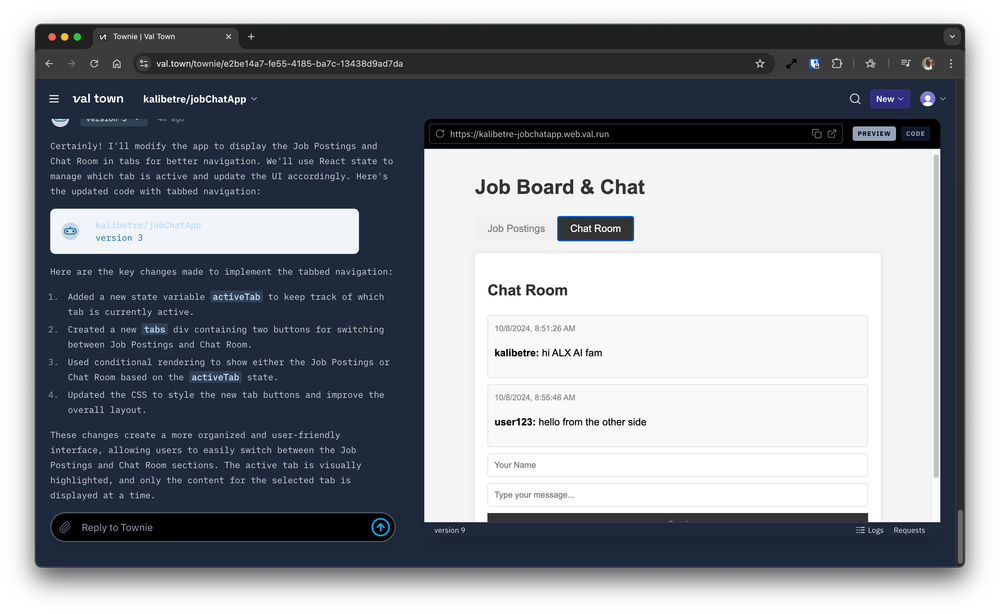 Townie | Val Town
val.town/townie/e2be14a7-fe55-4185-ba7c-13438d9ad7da
val town
kalibetre/jobChatApp
New
version 3
4m ago
Certainly! I'll modify the app to display the Job Postings and
Chat Room in tabs for better navigation. We'll use React state to
manage which tab is active and update the UI accordingly. Here's
the updated code with tabbed navigation:
kalibetre/jobChatApp
version 3
Here are the key changes made to implement the tabbed navigation:
1. Added a new state variable activeTab to keep track of which
tab is currently active.
2. Created a new tabs div containing two buttons for switching
between Job Postings and Chat Room.
3. Used conditional rendering to show either the Job Postings or
Chat Room based on the activeTab state.
4. Updated the CSS to style the new tab buttons and improve the
overall layout.
These changes create a more organized and user-friendly
interface, allowing users to easily switch between the Job
Postings and Chat Room sections. The active tab is visually
highlighted, and only the content for the selected tab is
displayed at a time.
Reply to Townie
https://kalibetre-jobchatapp.web.val.run
PREVIEW
CODE
Job Board & Chat
Job Postings
Chat Room
Chat Room
10/8/2024, 8:51:26 AM
kalibetre: hi ALX AI fam
10/8/2024, 8:55:46 AM
user123: hello from the other side
Your Name
Type your message...
version 9
Logs
Requests